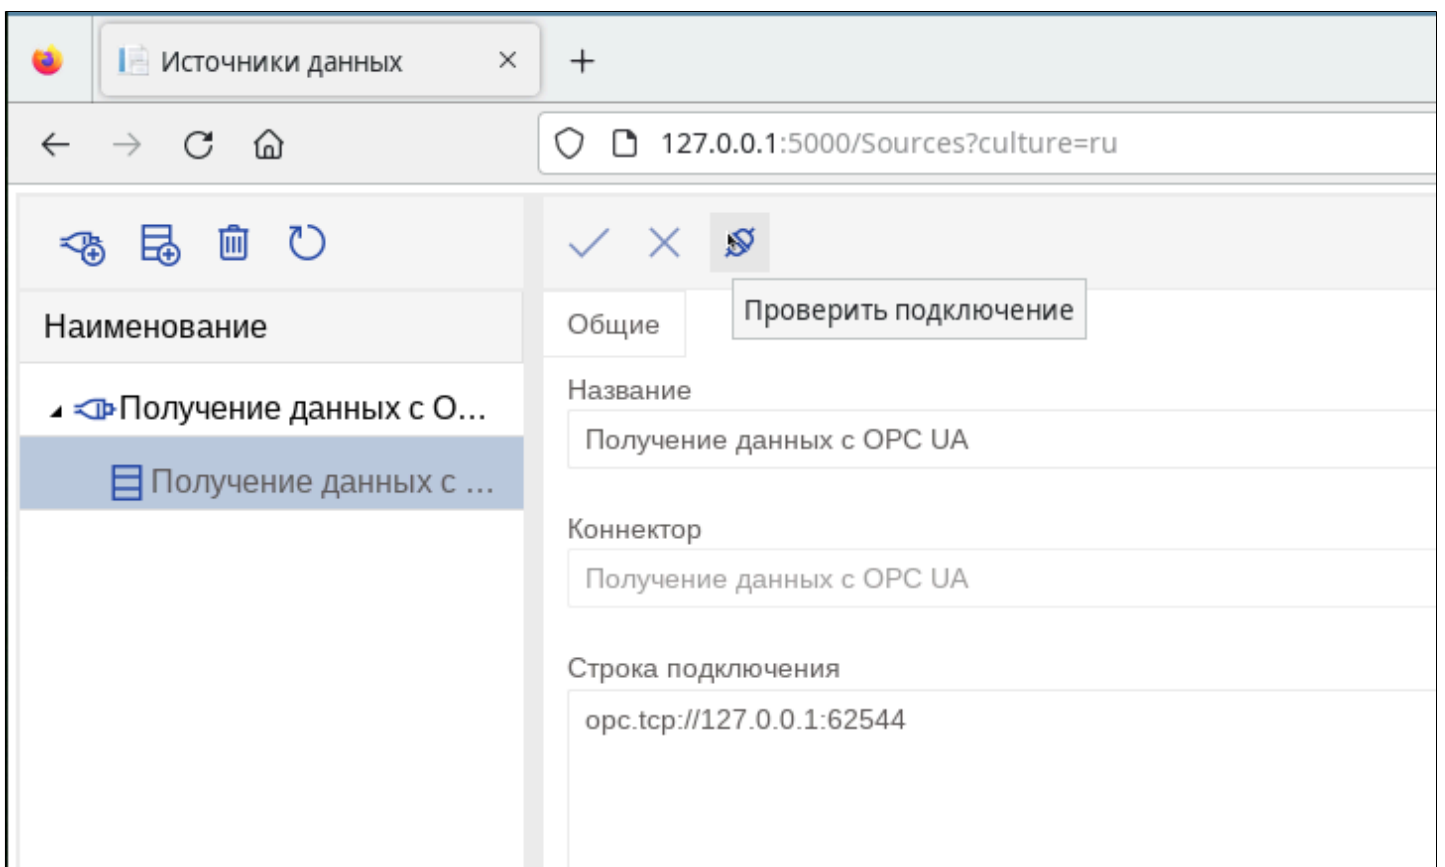 Источники данных
127.0.0.1:5000/Sources?culture=ru
Наименование
Получение данных с О...
Получение данных с ...
Проверить подключение
Общие
Название
Получение данных с OPC UA
Коннектор
Получение данных с OPC UA
Строка подключения
opc.tcp://127.0.0.1:62544